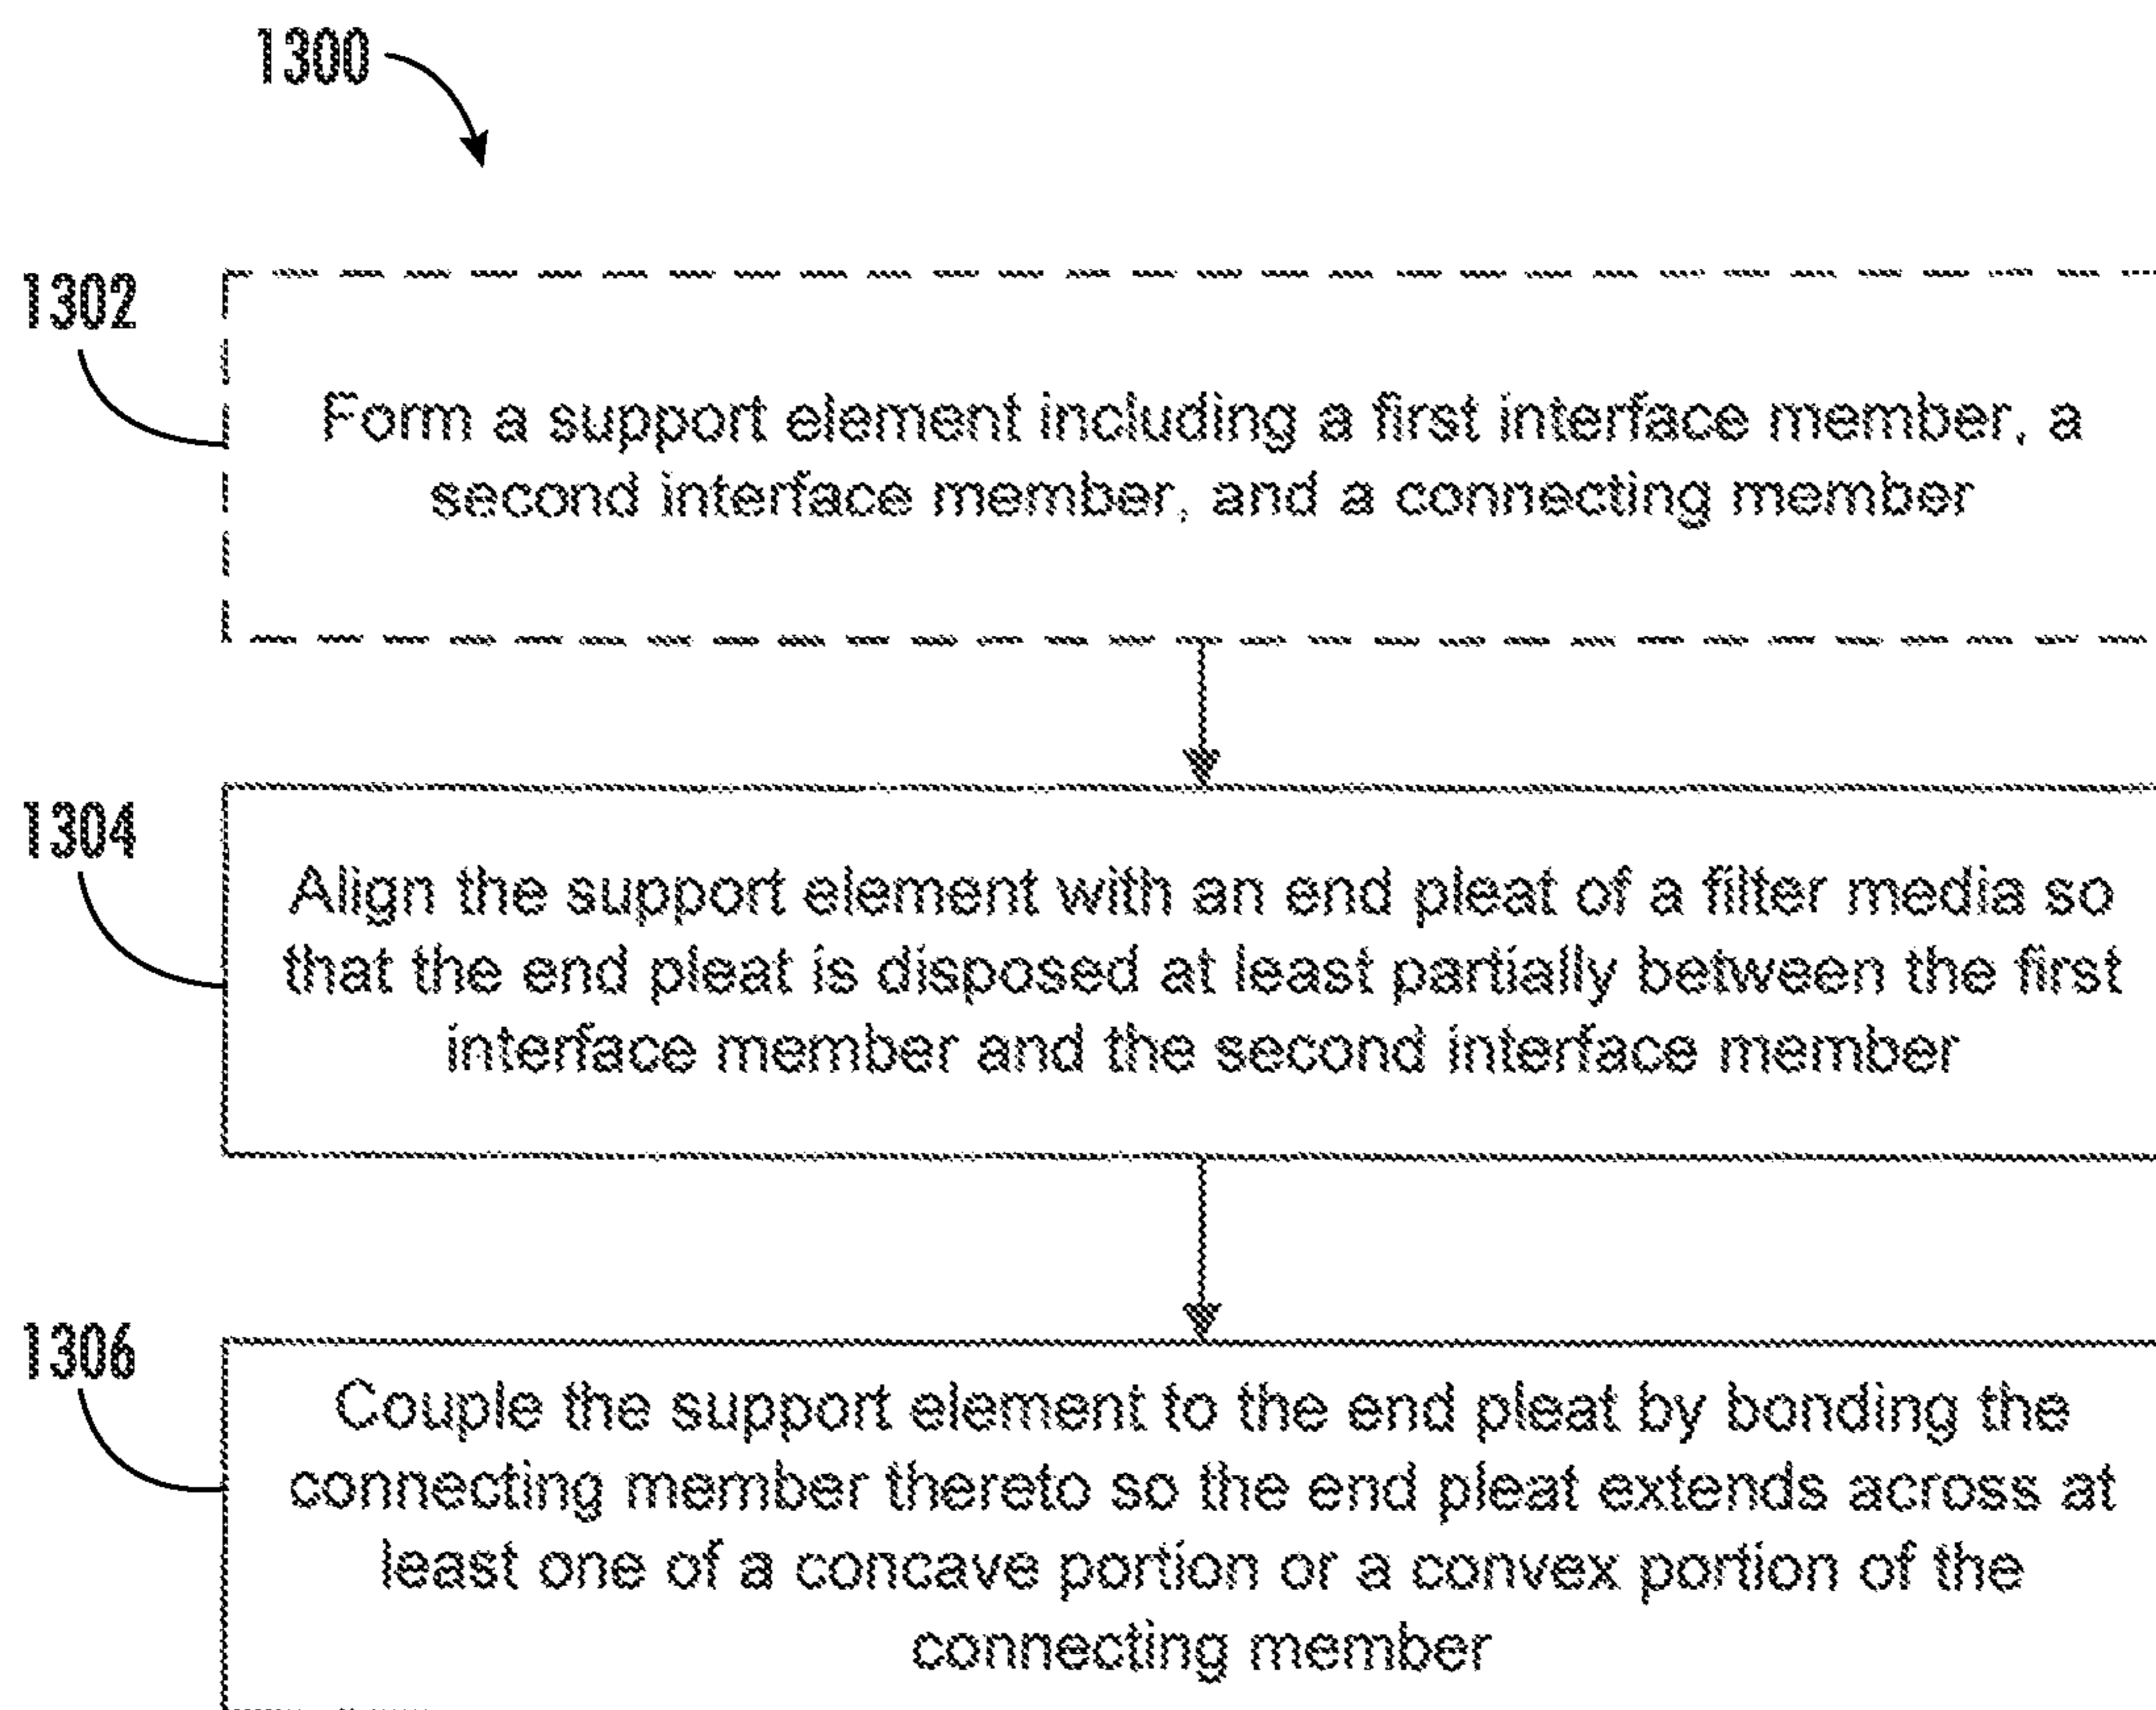 1300
1302
Form a support element including a first interface member, a
second interface member, and a connecting member
1304
Align the support element with an end pleat of a filter media so
that the end pleat is disposed at least partially between the first
interface member and the second interface member
1306
Couple the support element to the end pleat by bonding the
connecting member thereto so the end pleat extends across at
least one of a concave portion or a convex portion of the
connecting member